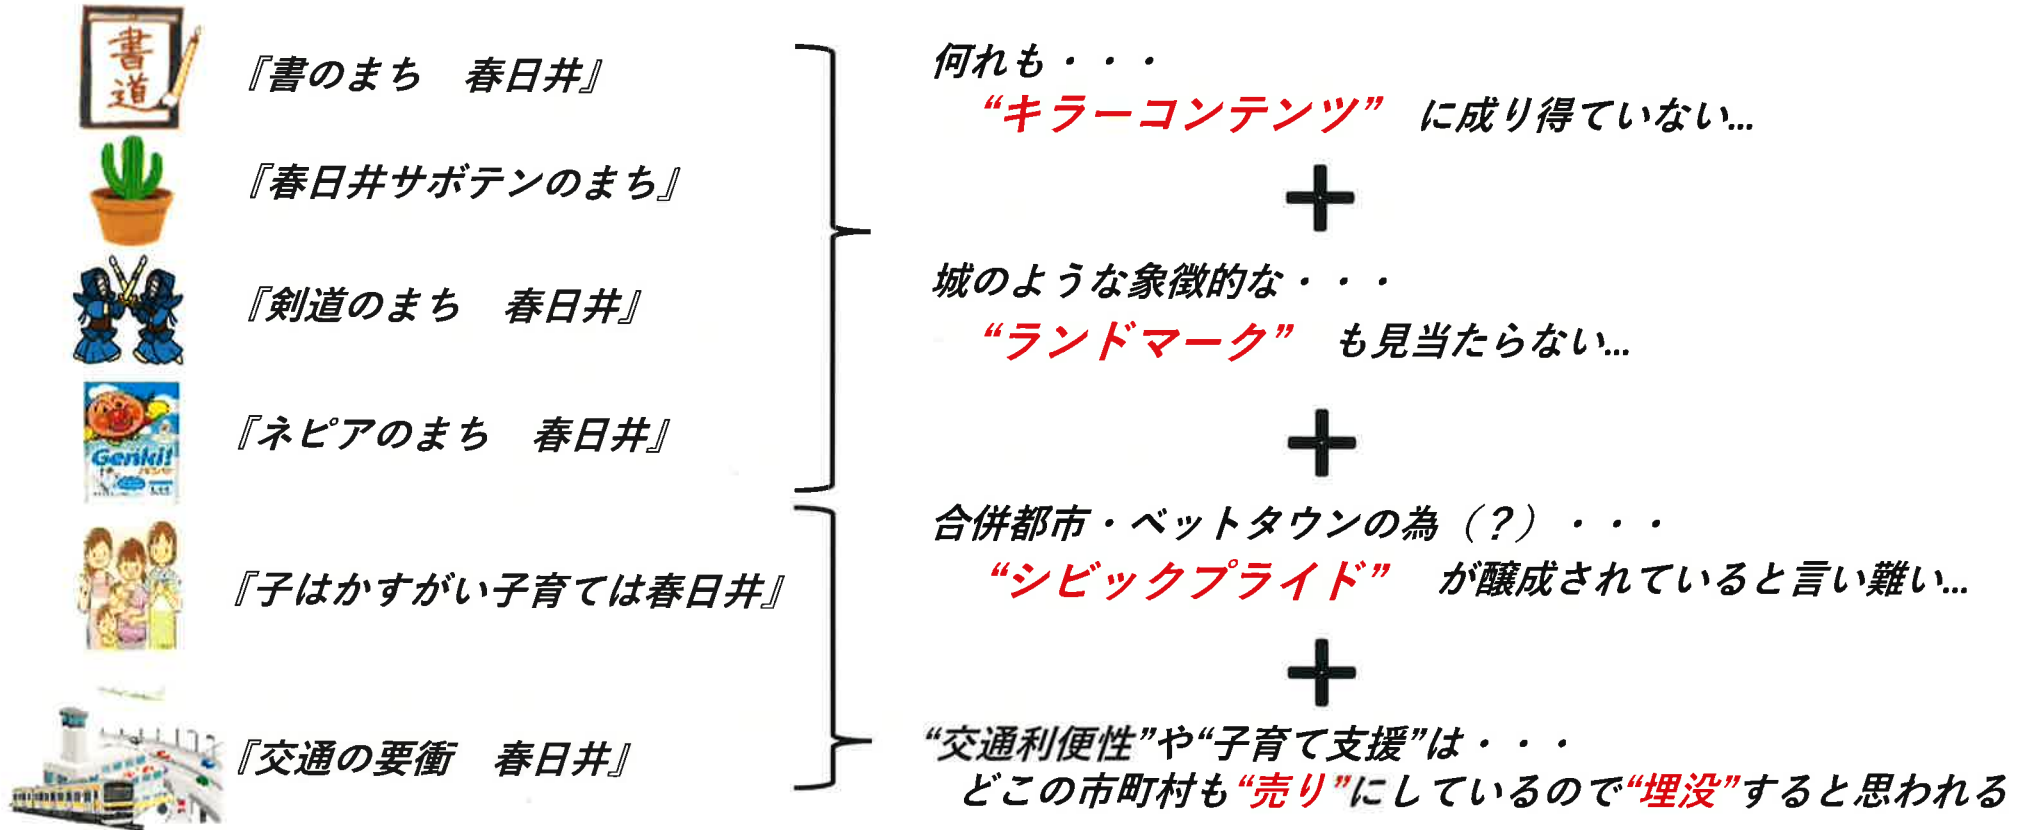 書道
『書のまち　春日井』
『春日井サボテンのまち』
『剣道のまち　春日井』
Genki!
『ネピアのまち　春日井』
『子はかすがい子育ては春日井』
『交通の要衝　春日井』
何れも・・・
“キラーコンテンツ”　に成り得ていない...
+
城のような象徴的な・・・
“ランドマーク”　も見当たらない...
+
合併都市・ベットタウンの為（？）・・・
“シビックプライド”　が醸成されていると言い難い...
+
“交通利便性”や“子育て支援”は・・・
どこの市町村も“売り”にしているので“埋没”すると思われる